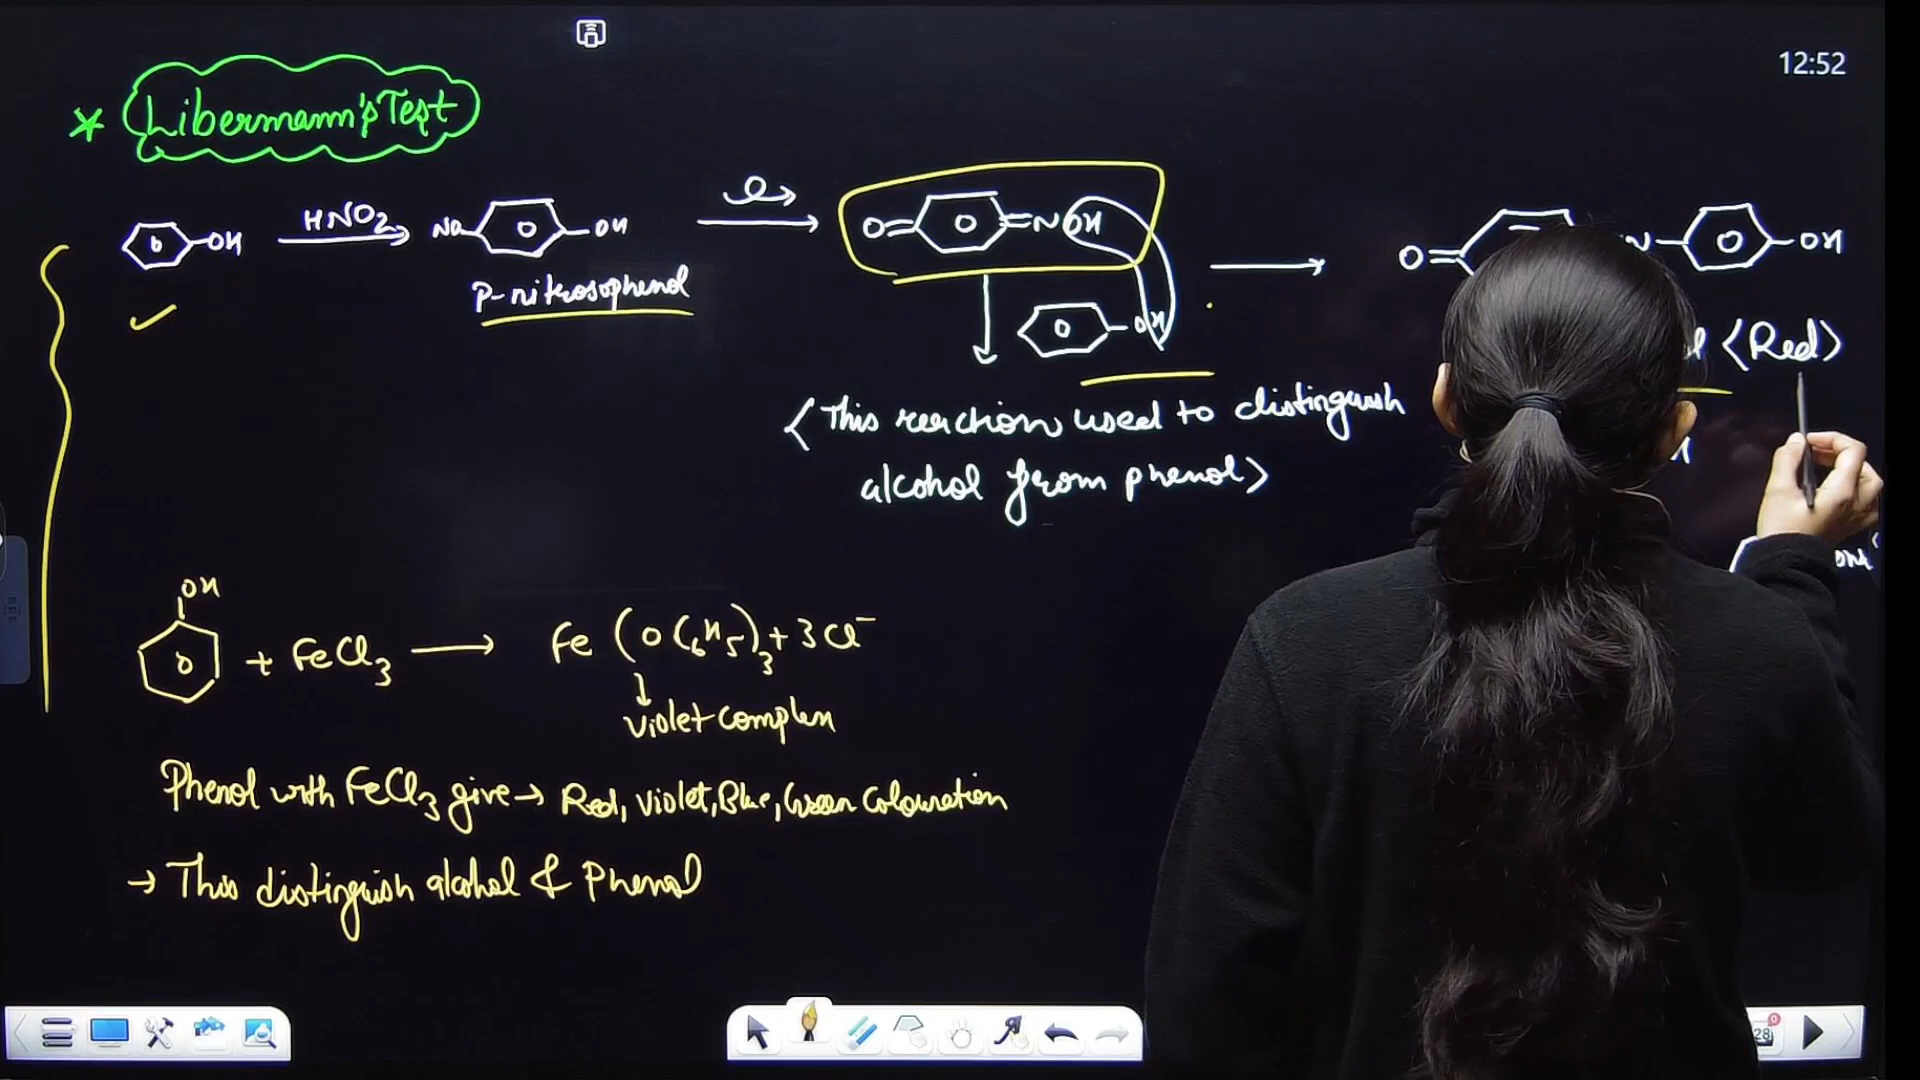 12:52
* Libermann's Test
OH HNO2 NO OH O NOH O N OH
p-nitrosophenol
OH
<Red>
<This reaction used to distinguish
alcohol from phenol>
OH
+ FeCl3 → Fe(OC6H5)3 + 3Cl⁻
violet complex
Phenol with FeCl3 give → Red, violet, Blue, Green Colouration
→ This distinguish alcohol & Phenol